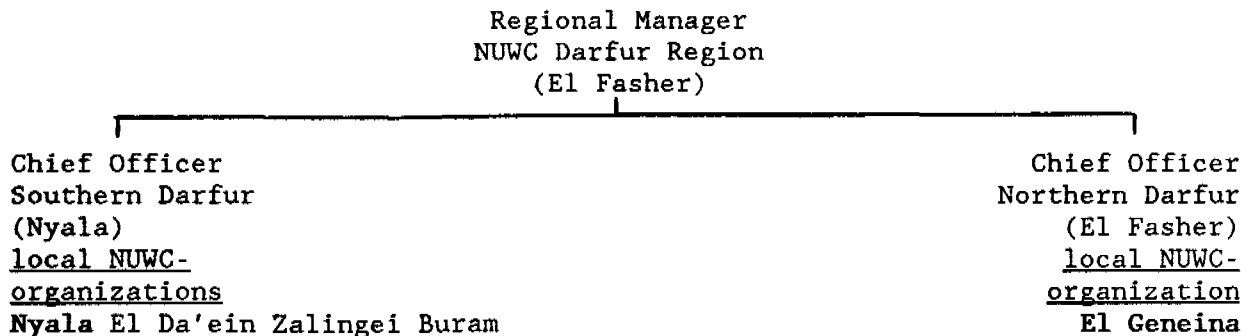 Regional Manager
NUWC Darfur Region
(El Fasher)
Chief Officer
Southern Darfur
(Nyala)
local NUWC-
organizations
Nyala El Da'ein Zalingei Buram
Chief Officer
Northern Darfur
(El Fasher)
local NUWC-
organization
El Geneina